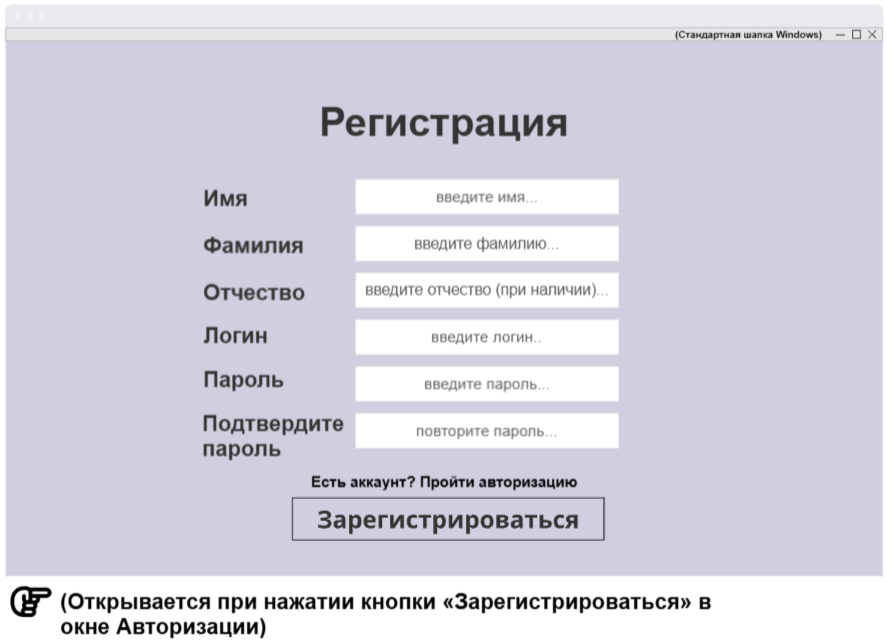 (Стандартная шапка Windows)
Регистрация
Имя
введите имя...
Фамилия
введите фамилию...
Отчество
введите отчество (при наличии)...
Логин
введите логин..
Пароль
введите пароль...
Подтвердите
пароль
повторите пароль...
Есть аккаунт? Пройти авторизацию
Зарегистрироваться
(Открывается при нажатии кнопки «Зарегистрироваться» в
окне Авторизации)